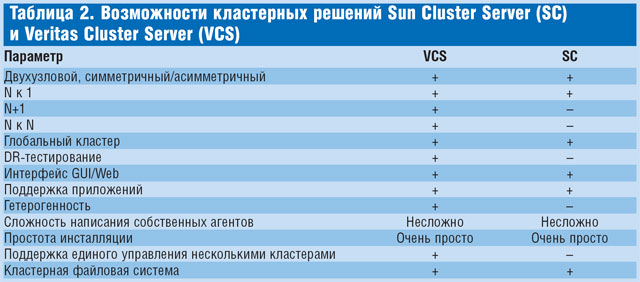 Таблица 2. Возможности кластерных решений Sun Cluster Server (SC)
и Veritas Cluster Server (VCS)
Параметр VCS SC
Двухузловой, симметричный/асимметричный + +
N к 1 + +
N+1 + –
N к N + –
Глобальный кластер + +
DR-тестирование + –
Интерфейс GUI/Web + +
Поддержка приложений + +
Гетерогенность + –
Сложность написания собственных агентов Несложно Несложно
Простота инсталляции Очень просто Очень просто
Поддержка единого управления несколькими кластерами + –
Кластерная файловая система + +